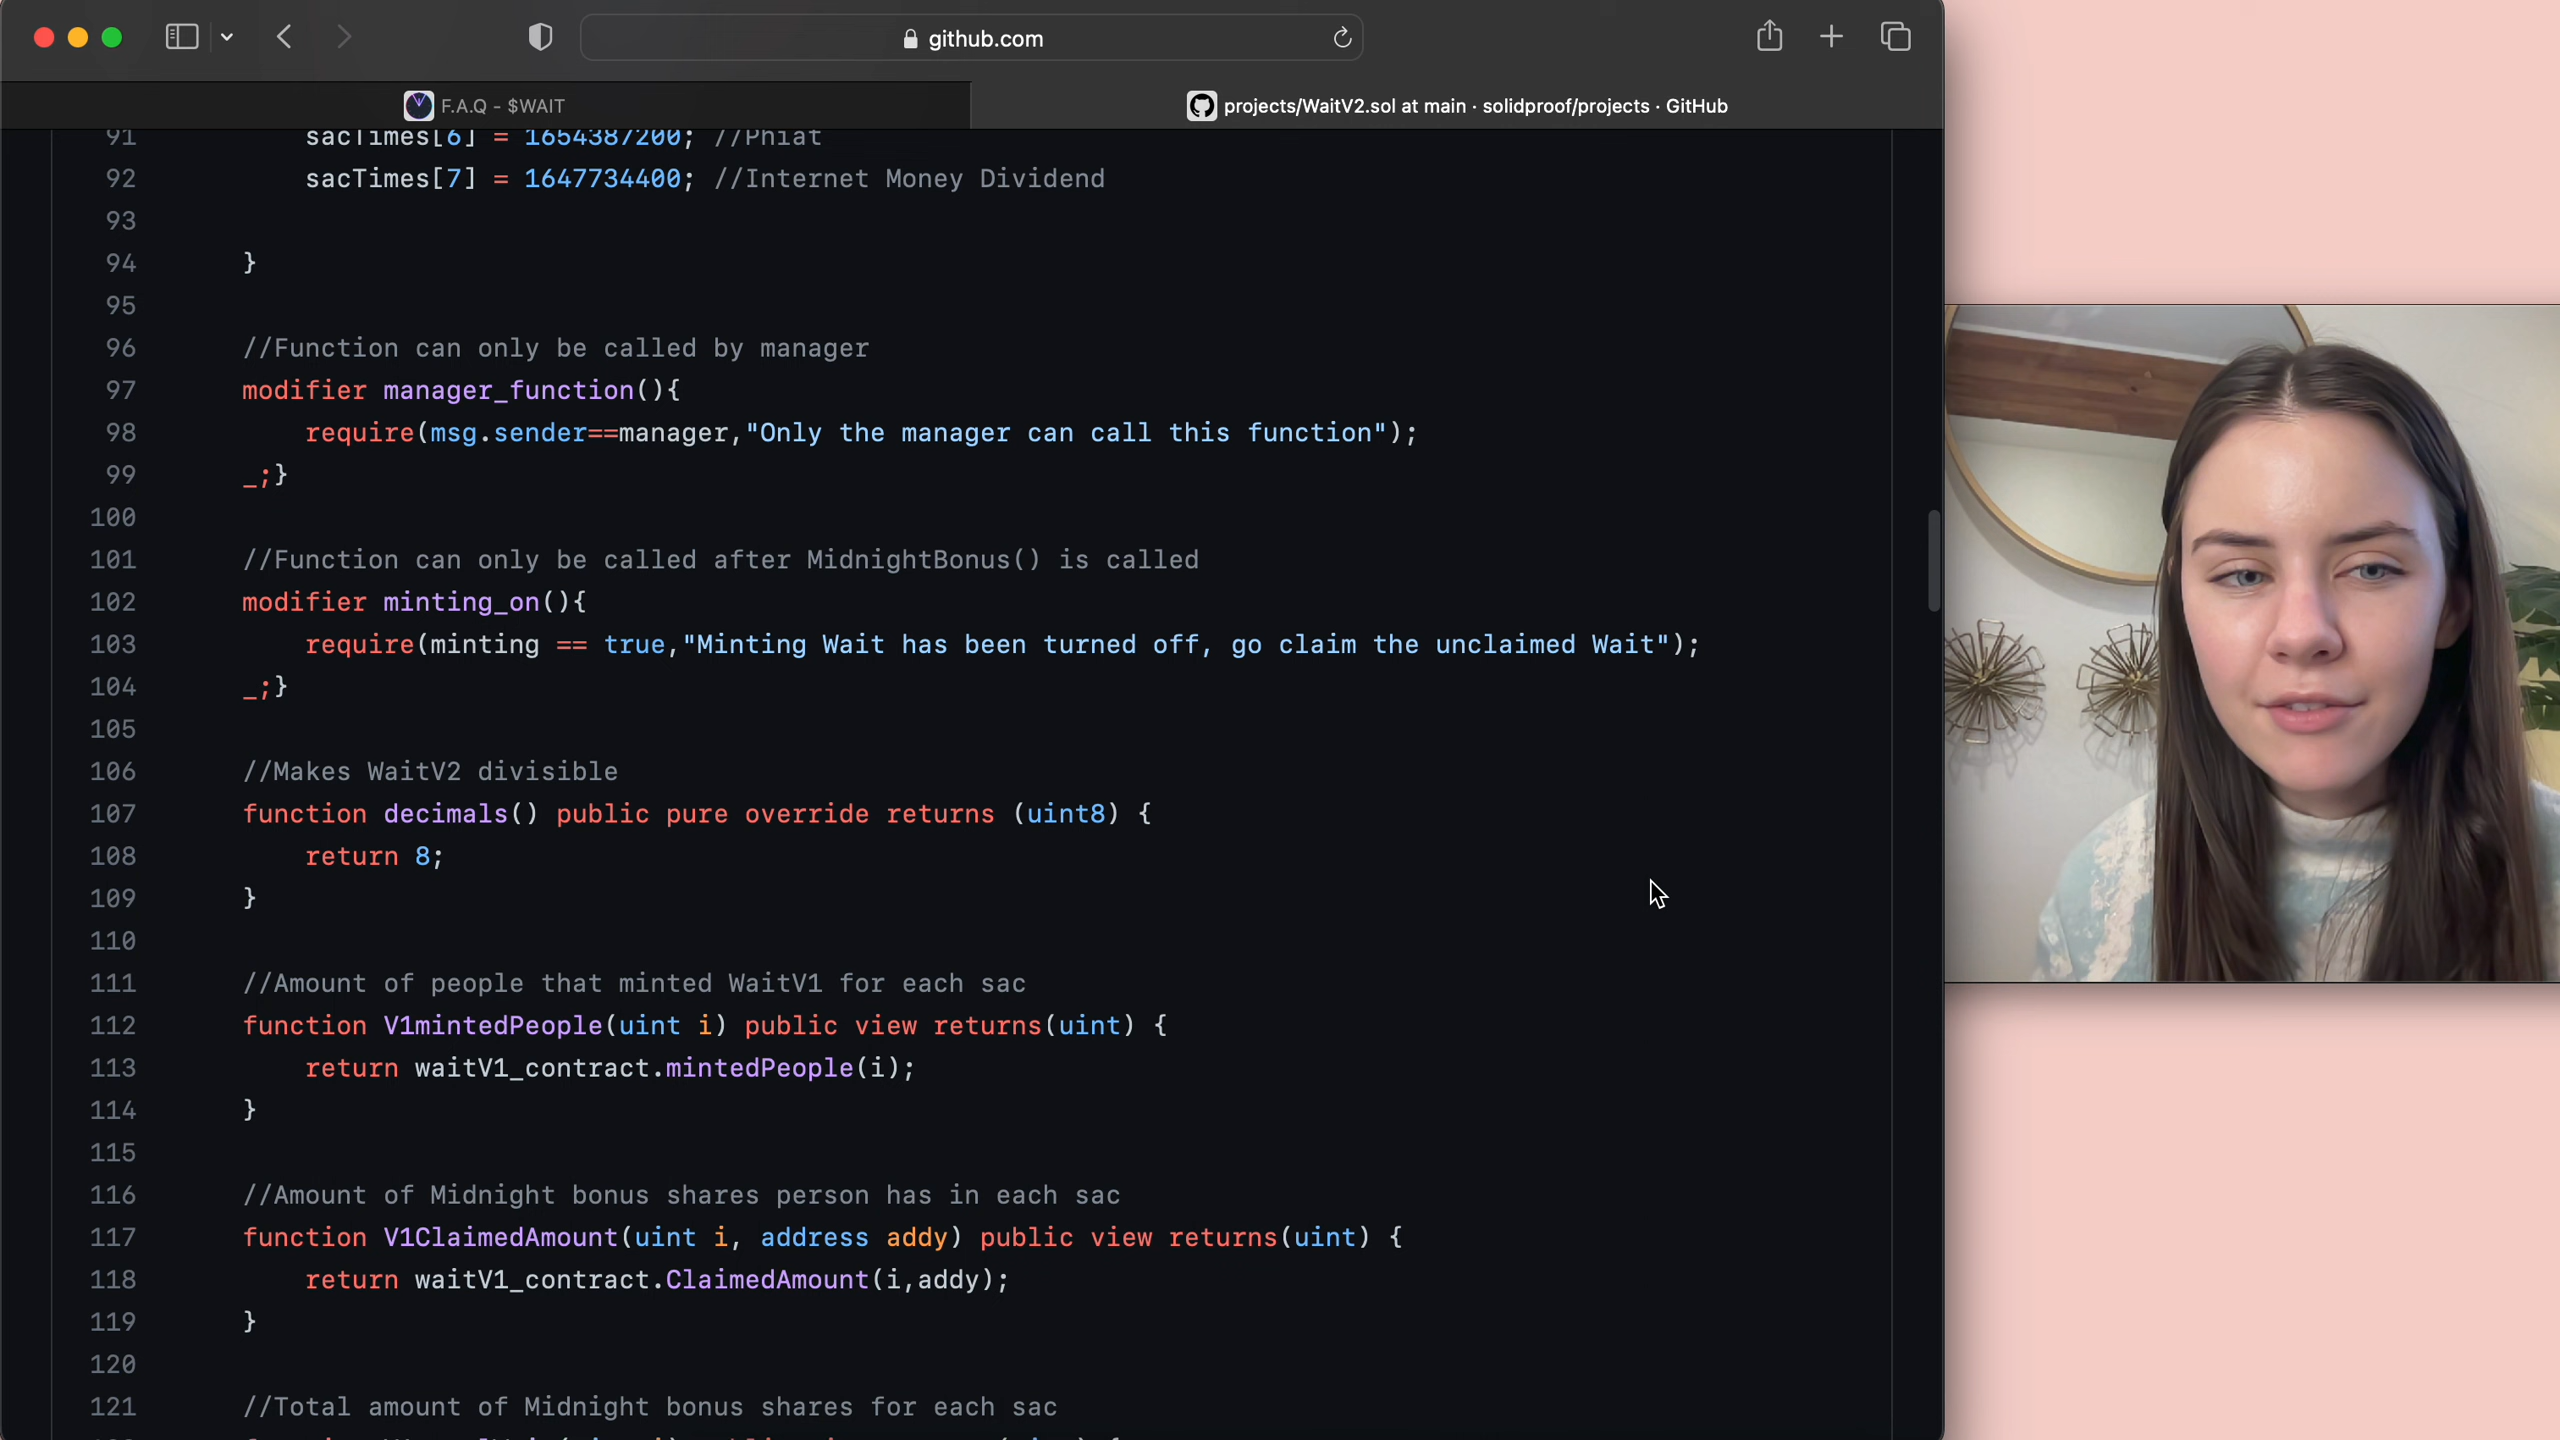 github.com
F.A.Q - $WAIT
projects/WaitV2.sol at main · solidproof/projects · GitHub
91 sacTimes[6] = 1654387200; //Phiat
92 sacTimes[7] = 1647734400; //Internet Money Dividend
93
94 }
95
96 //Function can only be called by manager
97 modifier manager_function(){
98 require(msg.sender==manager,"Only the manager can call this function");
99 _;}
100
101 //Function can only be called after MidnightBonus() is called
102 modifier minting_on(){
103 require(minting == true,"Minting Wait has been turned off, go claim the unclaimed Wait");
104 _;}
105
106 //Makes WaitV2 divisible
107 function decimals() public pure override returns (uint8) {
108 return 8;
109 }
110
111 //Amount of people that minted WaitV1 for each sac
112 function V1mintedPeople(uint i) public view returns(uint) {
113 return waitV1_contract.mintedPeople(i);
114 }
115
116 //Amount of Midnight bonus shares person has in each sac
117 function V1ClaimedAmount(uint i, address addy) public view returns(uint) {
118 return waitV1_contract.ClaimedAmount(i,addy);
119 }
120
121 //Total amount of Midnight bonus shares for each sac